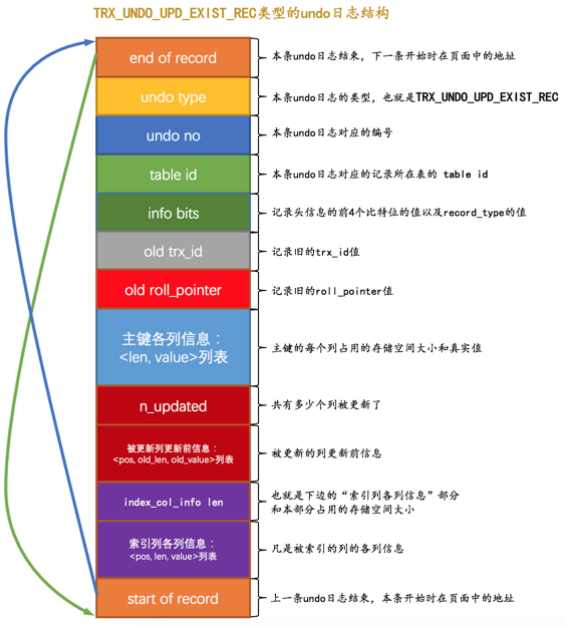 TRX_UNDO_UPD_EXIST_REC类型的undo日志结构
end of record
本条undo日志结束，下一条开始时在页面中的地址
undo type
本条undo日志的类型，也就是TRX_UNDO_UPD_EXIST_REC
undo no
本条undo日志对应的编号
table id
本条undo日志对应的记录所在表的 table id
info bits
记录头信息的前4个比特位的值以及record_type的值
old trx_id
记录旧的trx_id值
old roll_pointer
记录旧的roll_pointer值
主键各列信息：
<len, value>列表
主键的每个列占用的存储空间大小和真实值
n_updated
共有多少个列被更新了
被更新列更新前信息：
<pos, old_len, old_value>列表
被更新的列更新前信息
index_col_info len
也就是下边的“索引列各列信息”部分
和本部分占用的存储空间大小
索引列各列信息：
<pos, len, value>列表
凡是被索引的列的各列信息
start of record
上一条undo日志结束，本条开始时在页面中的地址